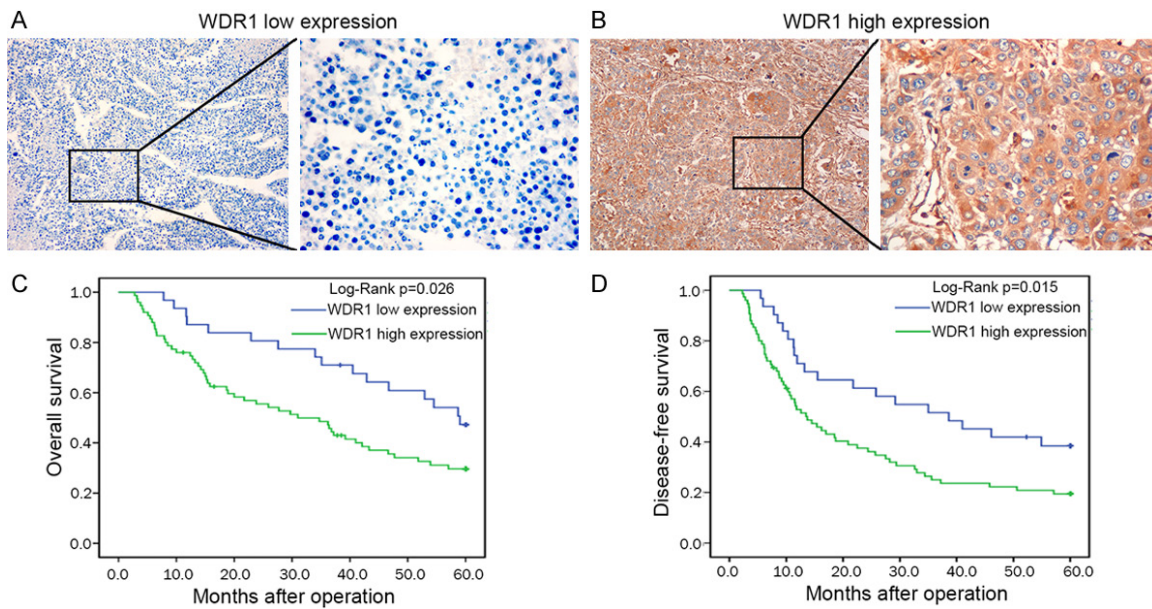 A
WDR1 low expression
B
WDR1 high expression
C
Log-Rank p=0.026
WDR1 low expression
WDR1 high expression
Overall survival
1.0
0.8
0.6
0.4
0.2
0.0
0.0 10.0 20.0 30.0 40.0 50.0 60.0
Months after operation
D
Log-Rank p=0.015
WDR1 low expression
WDR1 high expression
Disease-free survival
1.0
0.8
0.6
0.4
0.2
0.0
0.0 10.0 20.0 30.0 40.0 50.0 60.0
Months after operation